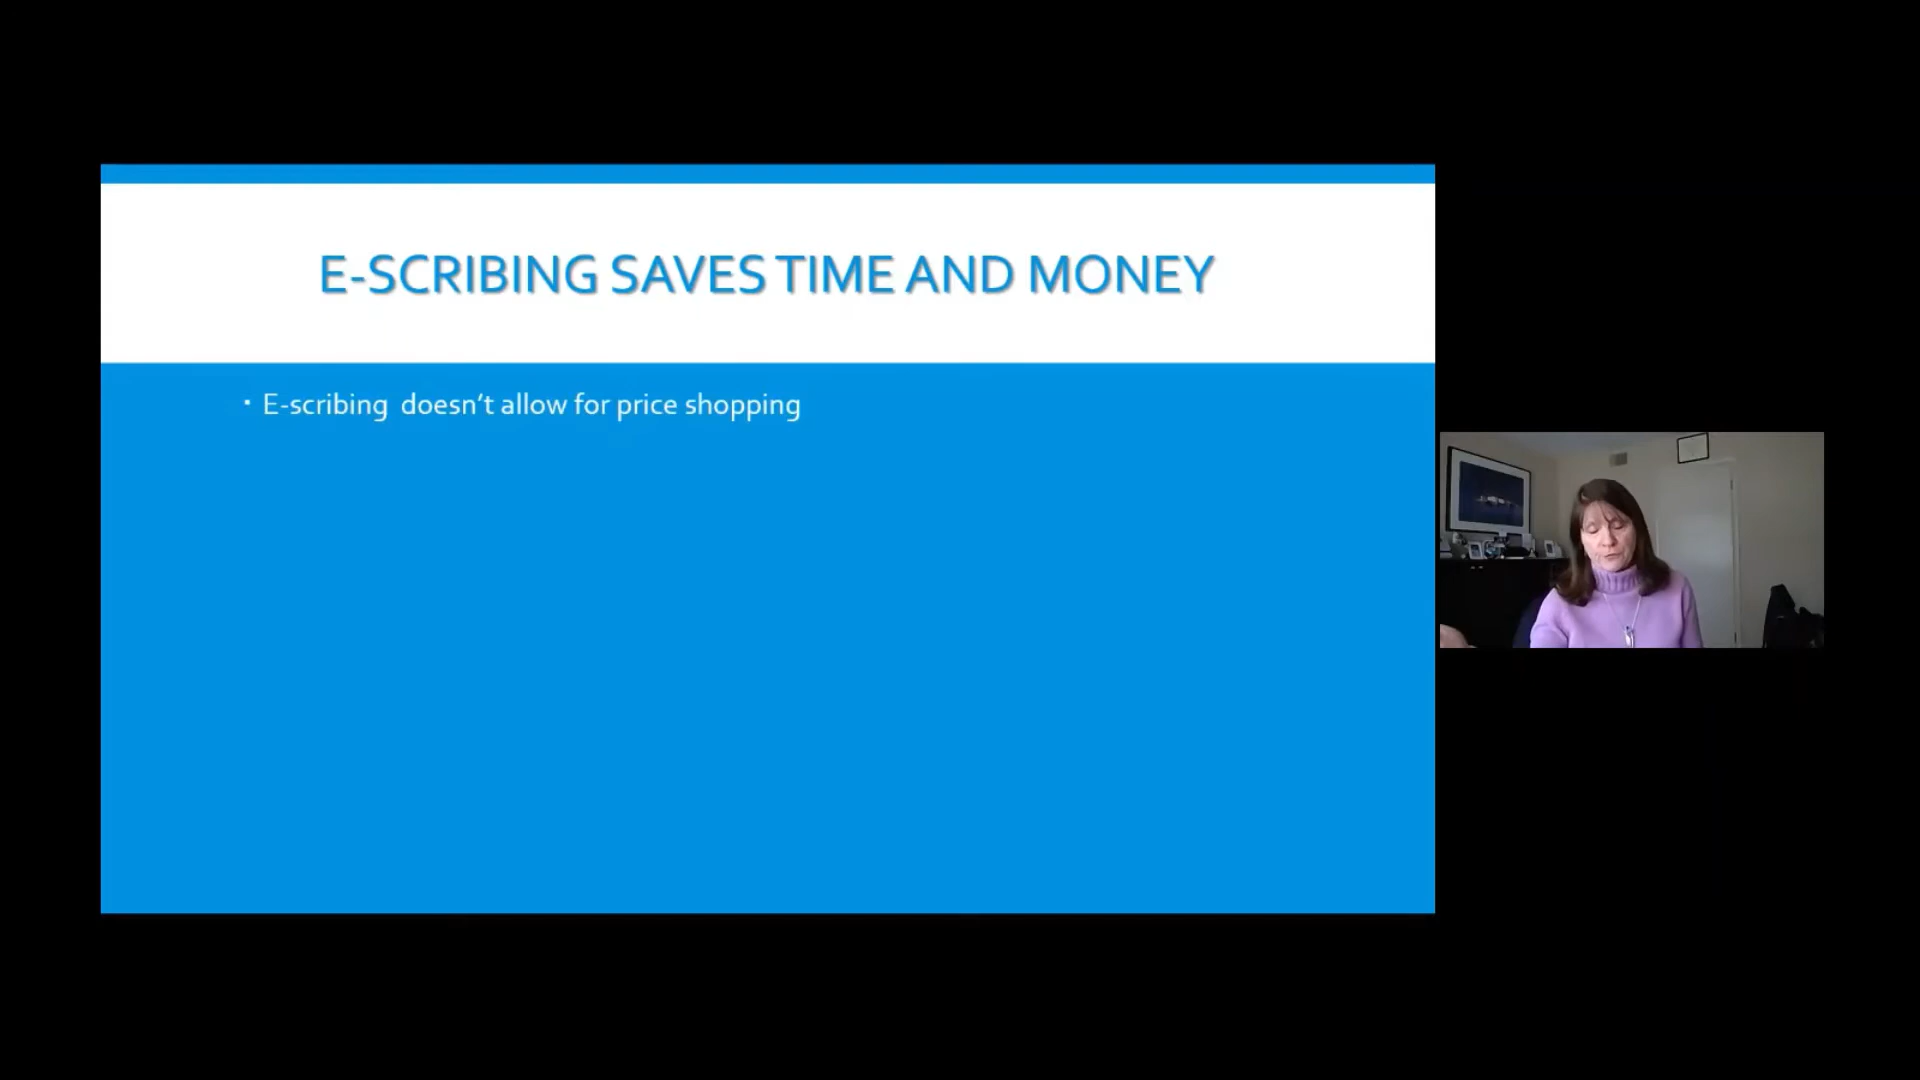 E-SCRIBING SAVES TIME AND MONEY
▪ E-scribing doesn't allow for price shopping